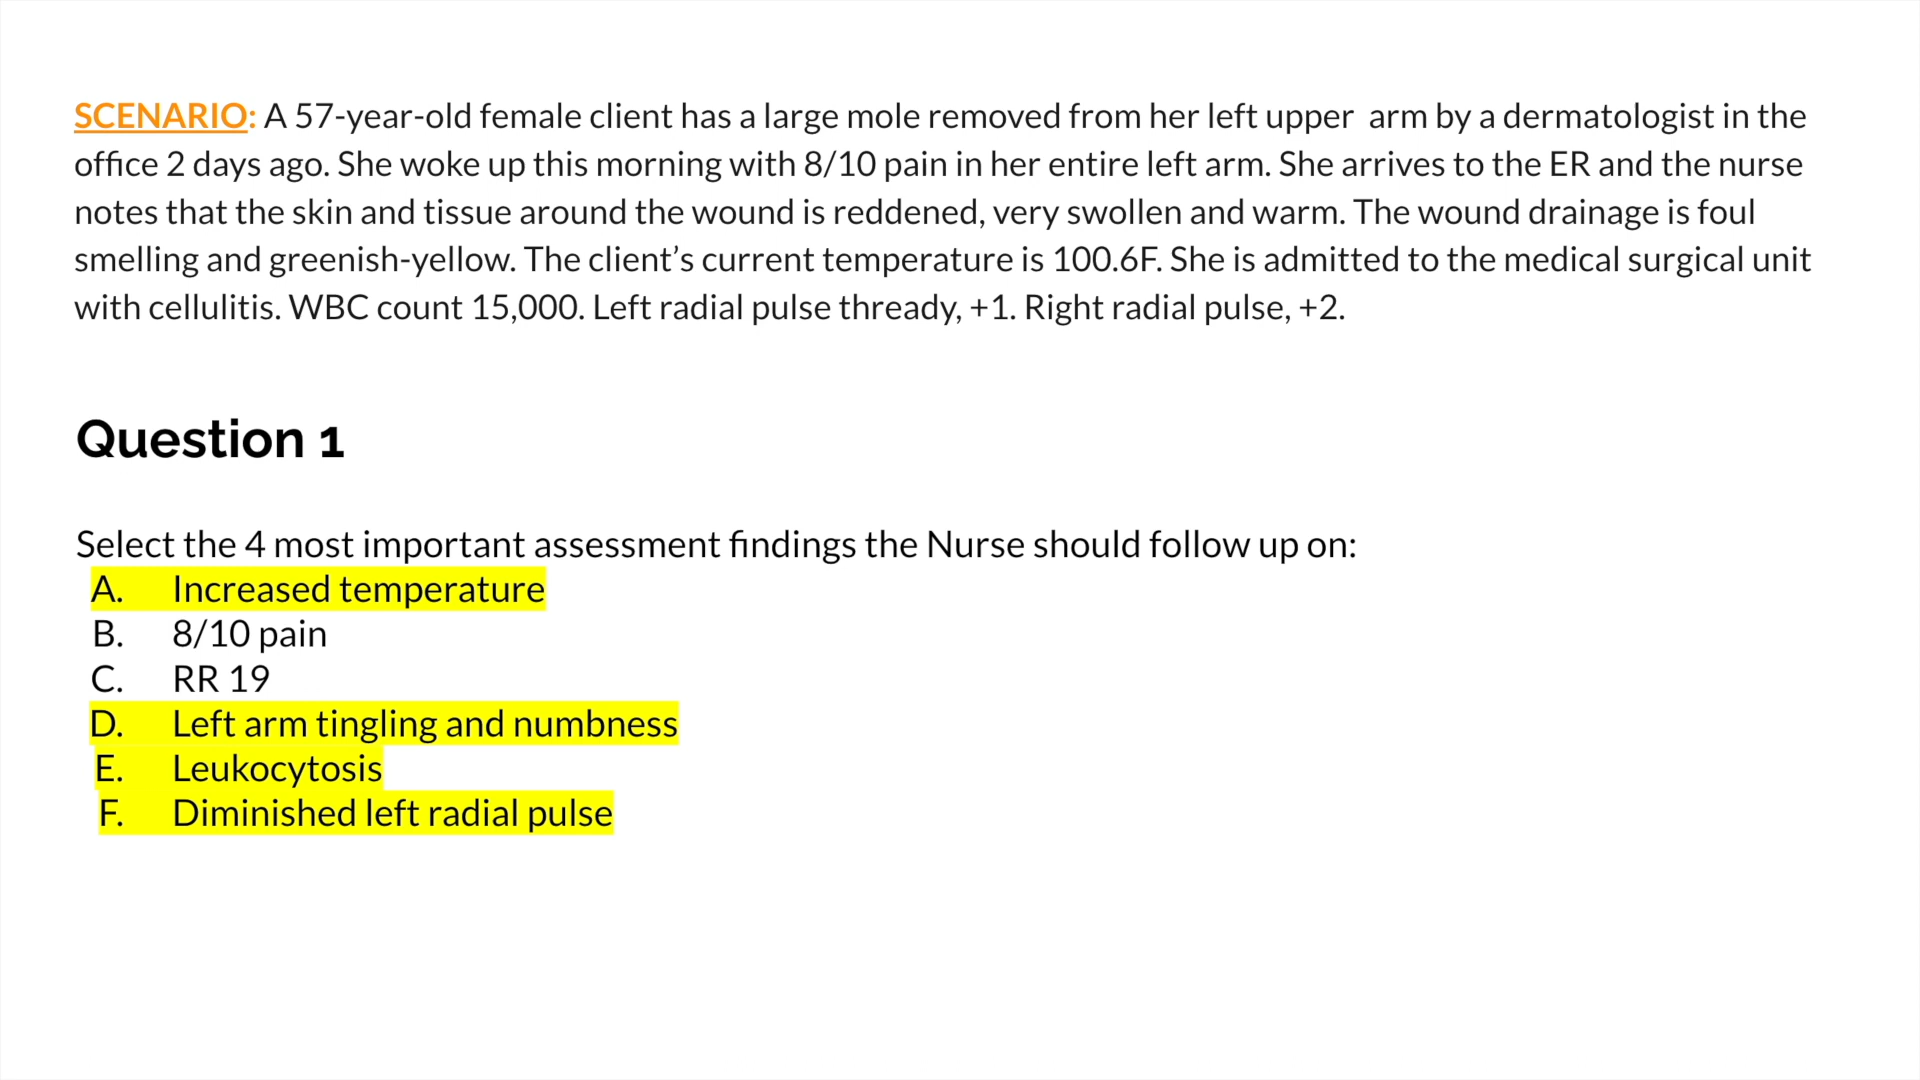 SCENARIO: A 57-year-old female client has a large mole removed from her left upper arm by a dermatologist in the
office 2 days ago. She woke up this morning with 8/10 pain in her entire left arm. She arrives to the ER and the nurse
notes that the skin and tissue around the wound is reddened, very swollen and warm. The wound drainage is foul
smelling and greenish-yellow. The client’s current temperature is 100.6F. She is admitted to the medical surgical unit
with cellulitis. WBC count 15,000. Left radial pulse thready, +1. Right radial pulse, +2.
Question 1
Select the 4 most important assessment findings the Nurse should follow up on:
A. Increased temperature
B. 8/10 pain
C. RR 19
D. Left arm tingling and numbness
E. Leukocytosis
F. Diminished left radial pulse